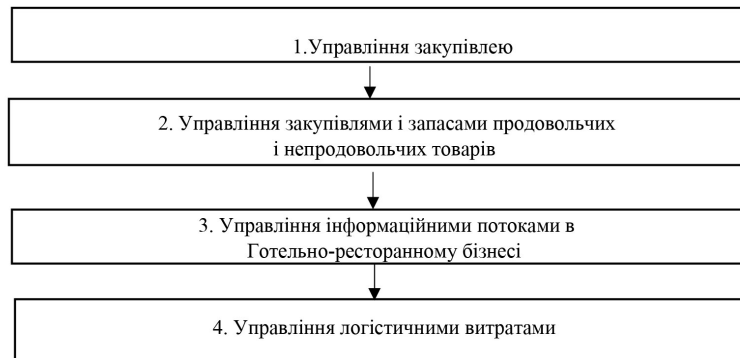 1.Управління закупівлею
2. Управління закупівлями і запасами продовольчих
і непродовольчих товарів
3. Управління інформаційними потоками в
Готельно-ресторанному бізнесі
4. Управління логістичними витратами